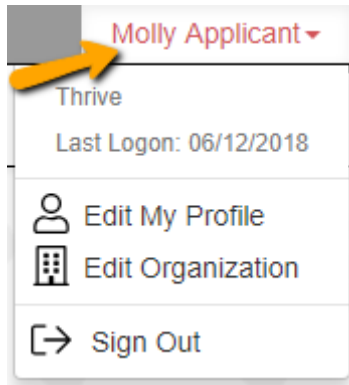 Molly Applicant
Thrive
Last Logon: 06/12/2018
Edit My Profile
Edit Organization
Sign Out